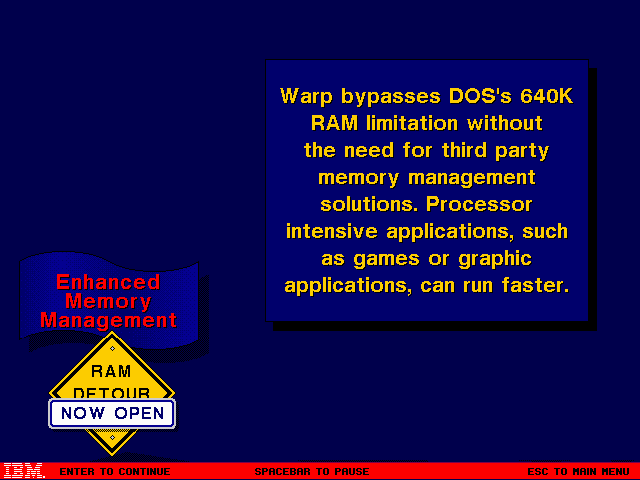 Warp bypasses DOS's 640K
RAM limitation without
the need for third party
memory management
solutions. Processor
intensive applications, such
as games or graphic
applications, can run faster.
Enhanced
Memory
Management
RAM
DETOUR
NOW OPEN
IBM. ENTER TO CONTINUE SPACEBAR TO PAUSE ESC TO MAIN MENU